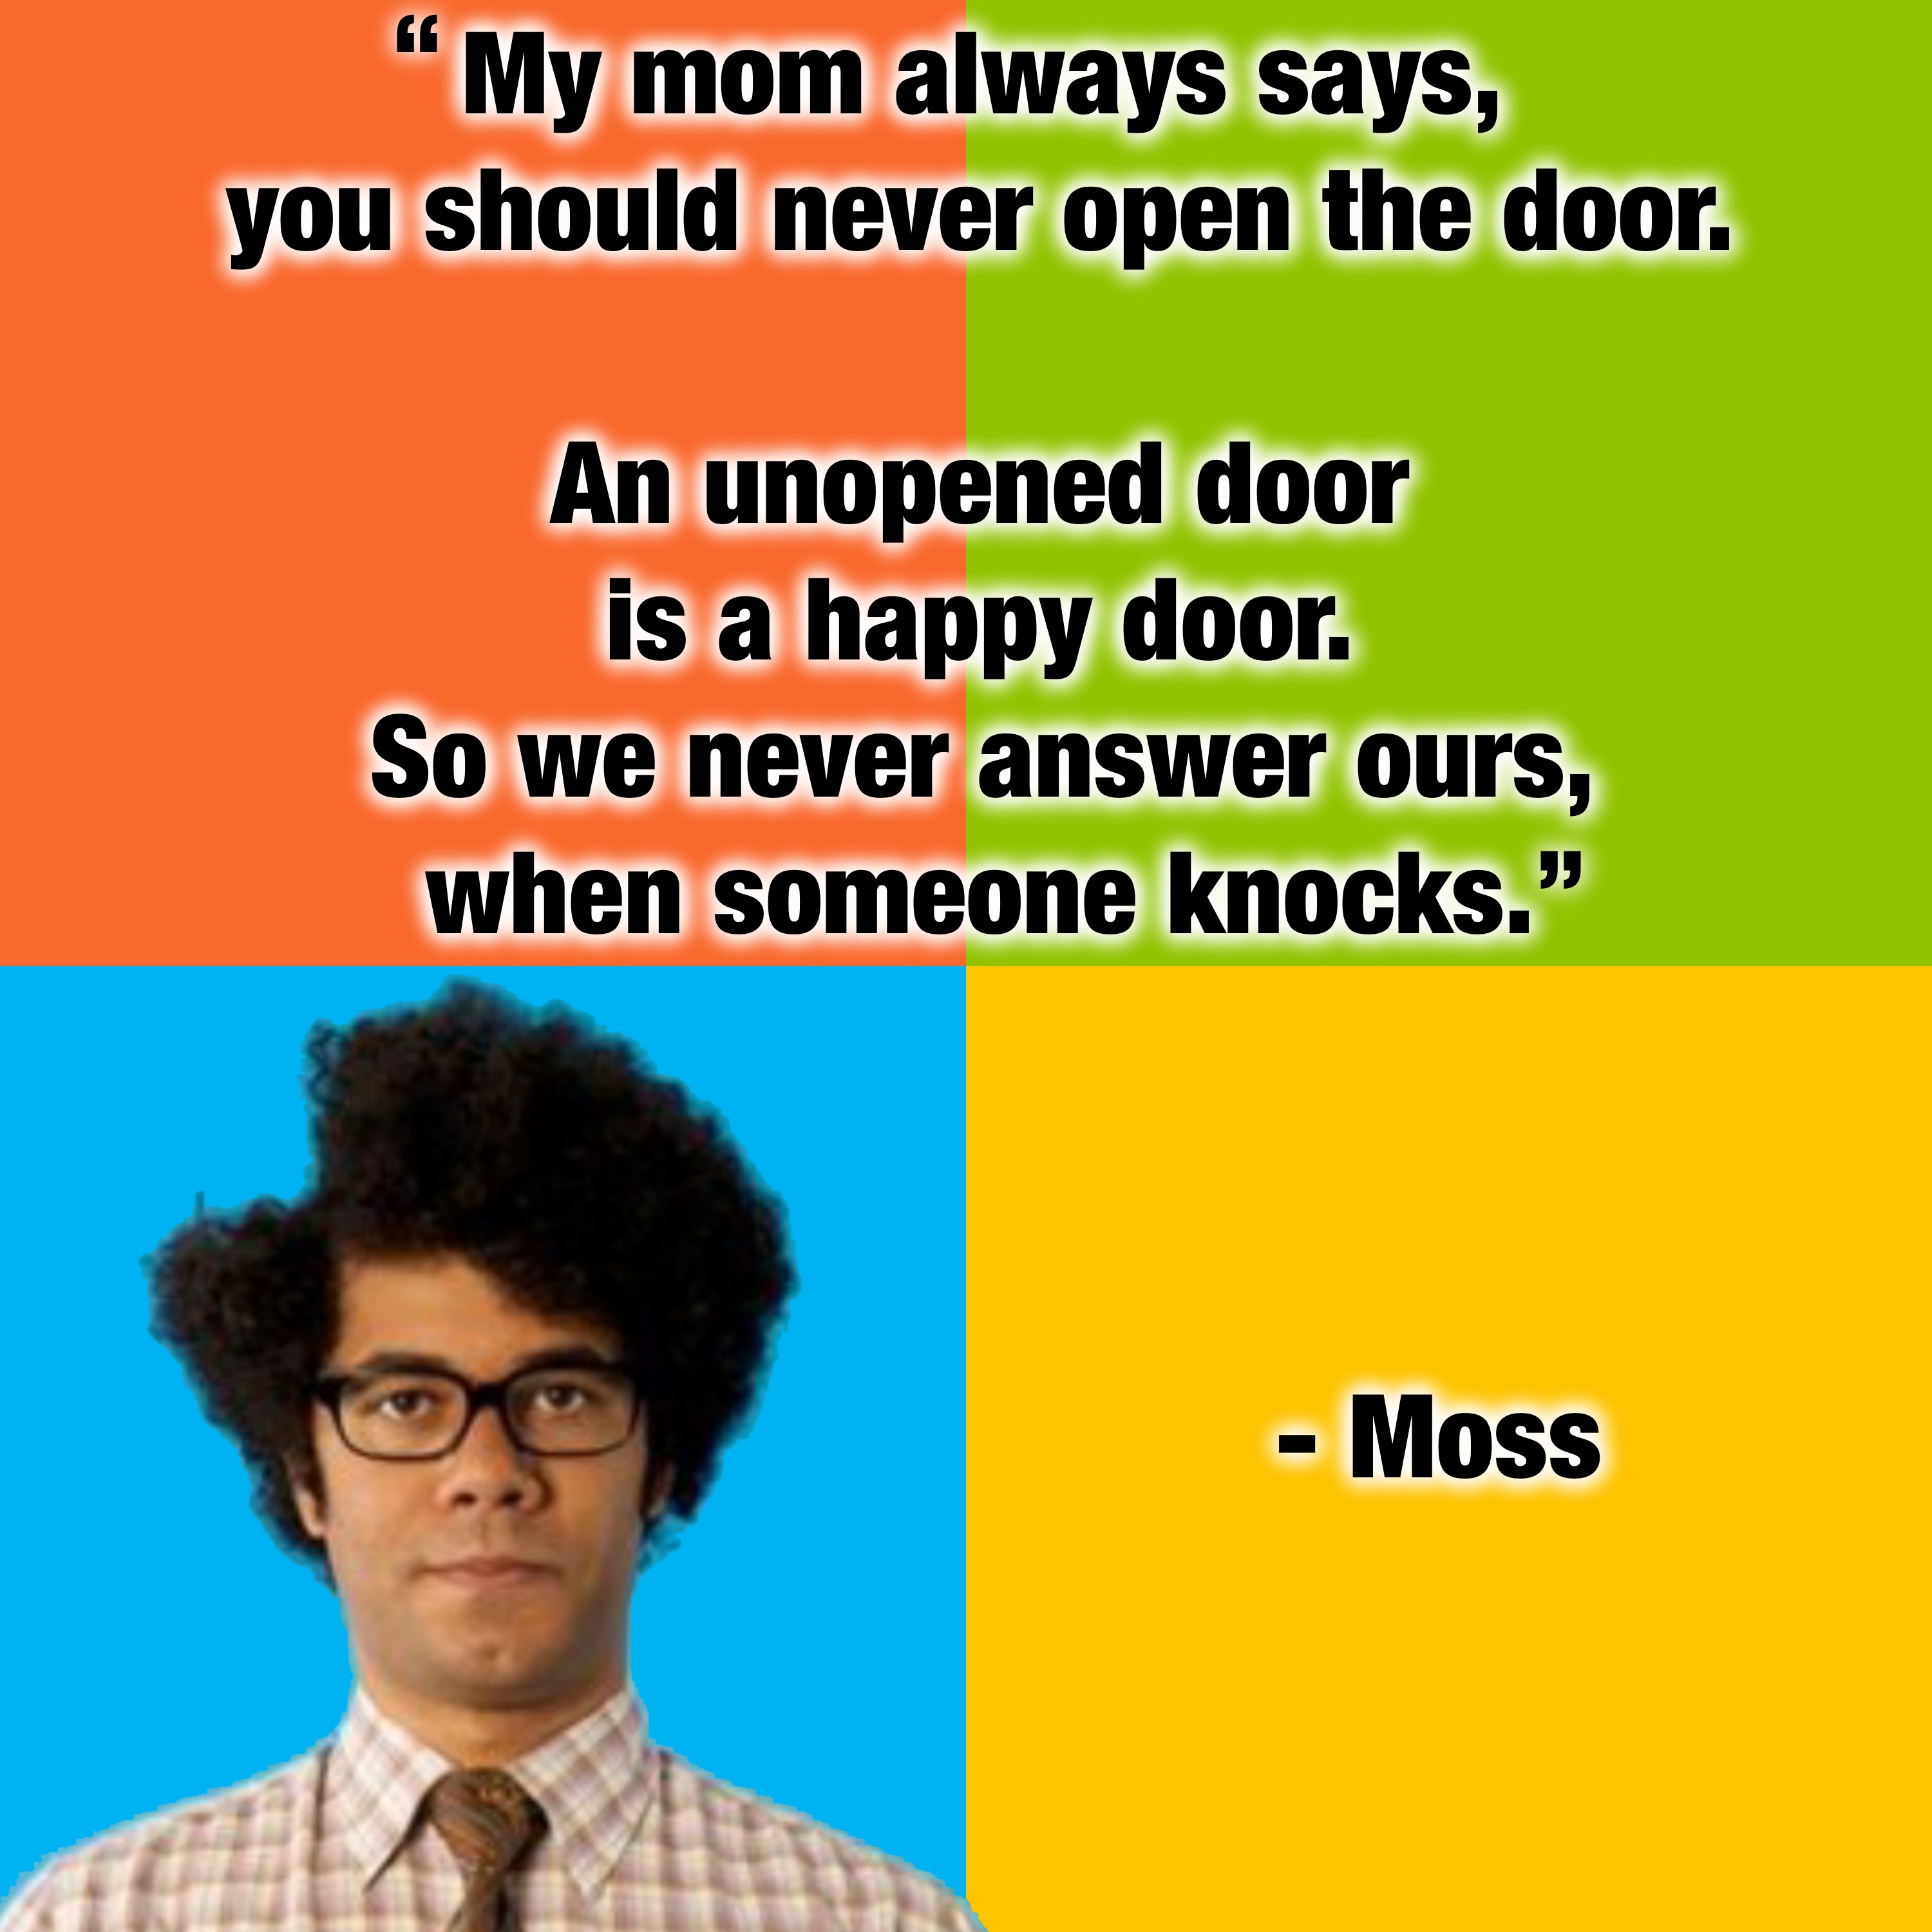 “ My mom always says,
you should never open the door.
An unopened door
is a happy door.
So we never answer ours,
when someone knocks.”
- Moss